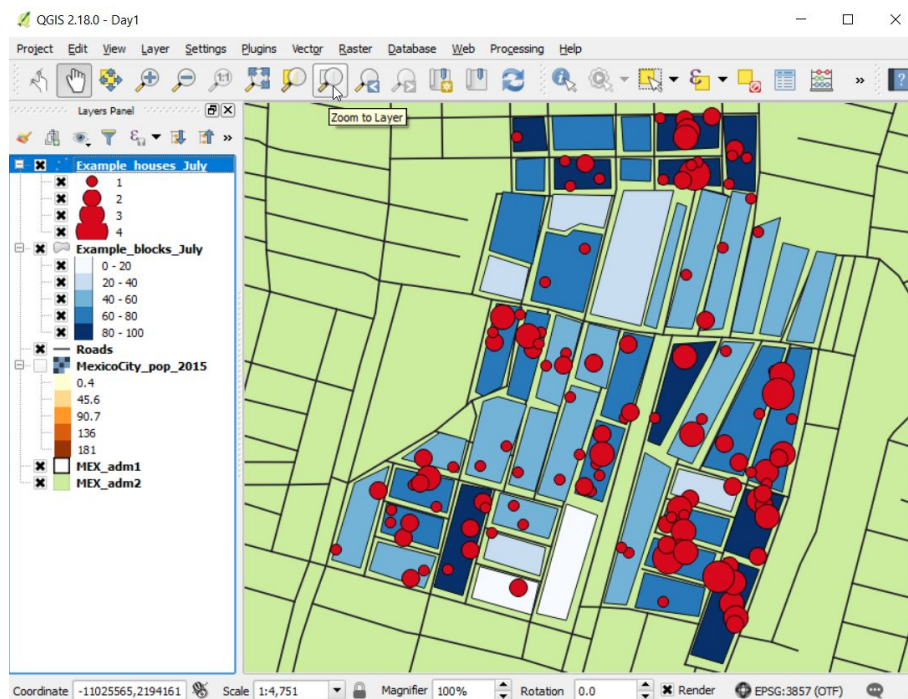 QGIS 2.18.0 - Day1
Project Edit View Layer Settings Plugins Vector Raster Database Web Processing Help
1:1
Layers Panel
Zoom to Layer
Example_houses_July
1
2
3
4
Example_blocks_July
0 - 20
20 - 40
40 - 60
60 - 80
80 - 100
Roads
MexicoCity_pop_2015
0.4
45.6
90.7
136
181
MEX_adm1
MEX_adm2
Coordinate -11025565,2194161 Scale 1:4,751 Magnifier 100% Rotation 0.0 Render EPSG:3857 (OTF)